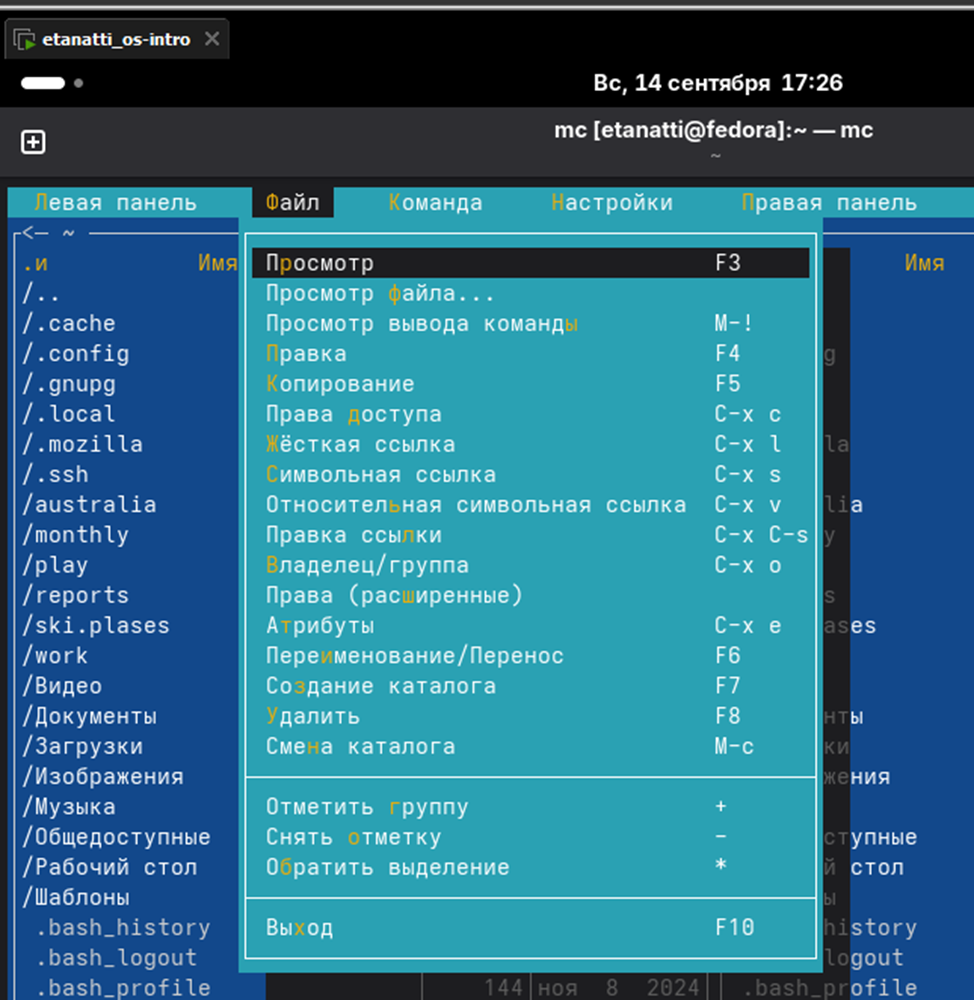 etanatti_os-intro
Вс, 14 сентября 17:26
mc [etanatti@fedora]:~ — mc
~
Левая панель Файл Команда Настройки Правая панель
<— ~
.и Имя Просмотр F3 Имя
/.. Просмотр файла...
/.cache Просмотр вывода команды M-!
/.config Правка F4 g
/.gnupg Копирование F5
/.local Права доступа C-x c
/.mozilla Жёсткая ссылка C-x l la
/.ssh Символьная ссылка C-x s
/australia Относительная символьная ссылка C-x v lia
/monthly Правка ссылки C-x C-s y
/play Владелец/группа C-x o
/reports Права (расширенные) s
/ski.plases Атрибуты C-x e ases
/work Переименование/Перенос F6
/Видео Создание каталога F7
/Документы Удалить F8 нты
/Загрузки Смена каталога M-c ки
/Изображения жения
/Музыка Отметить группу +
/Общедоступные Снять отметку - ступные
/Рабочий стол Обратить выделение * й стол
/Шаблоны ы
.bash_history Выход F10 history
.bash_logout logout
.bash_profile 144 ноя 8 2024 .bash_profile